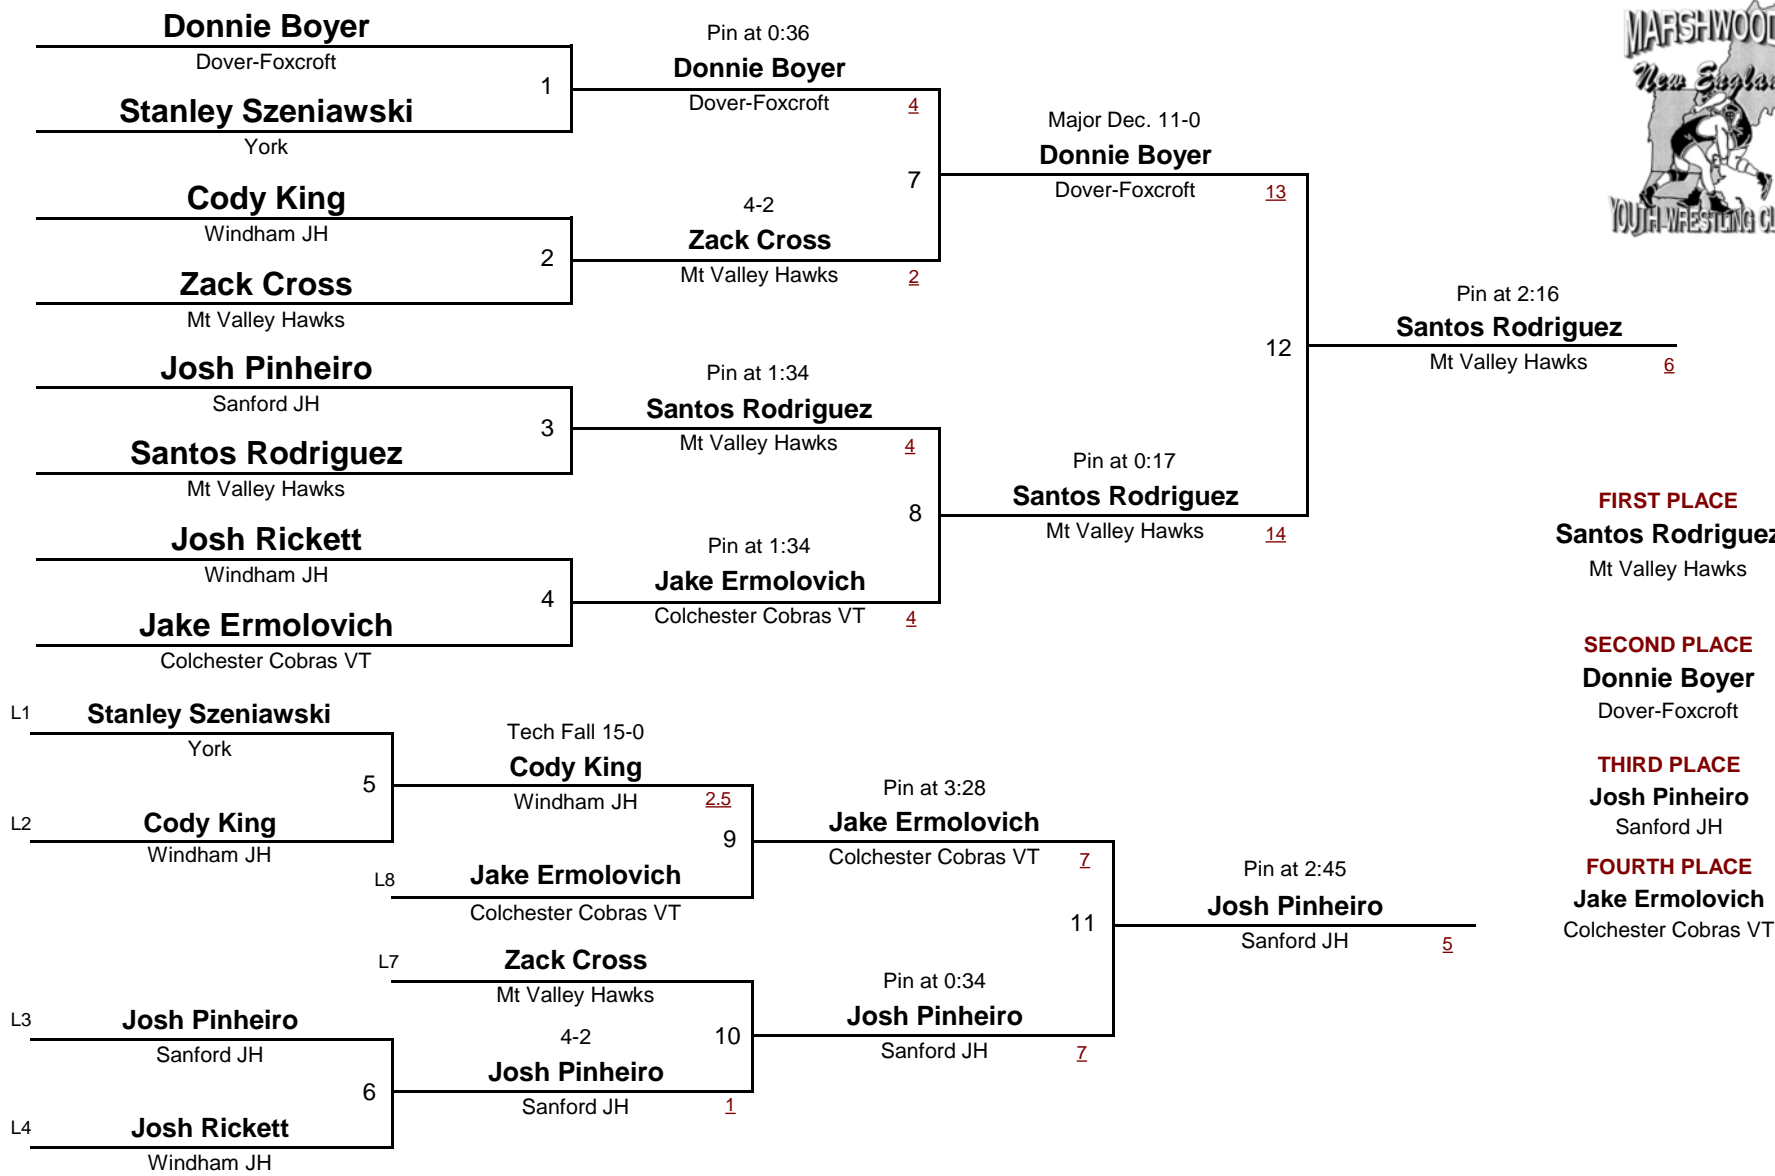 Donnie Boyer
Dover-Foxcroft
1
Stanley Szeniawski
York
Cody King
Windham JH
2
Zack Cross
Mt Valley Hawks
Josh Pinheiro
Sanford JH
3
Santos Rodriguez
Mt Valley Hawks
Josh Rickett
Windham JH
4
Jake Ermolovich
Colchester Cobras VT
Pin at 0:36
Donnie Boyer
Dover-Foxcroft 4
7
4-2
Zack Cross
Mt Valley Hawks 2
Pin at 1:34
Santos Rodriguez
Mt Valley Hawks 4
8
Pin at 1:34
Jake Ermolovich
Colchester Cobras VT 4
Major Dec. 11-0
Donnie Boyer
Dover-Foxcroft 13
12
Pin at 0:17
Santos Rodriguez
Mt Valley Hawks 14
Pin at 2:16
Santos Rodriguez
Mt Valley Hawks 6
MARSHWOOD
New England
YOUTH WRESTLING CL
FIRST PLACE
Santos Rodriguez
Mt Valley Hawks
SECOND PLACE
Donnie Boyer
Dover-Foxcroft
THIRD PLACE
Josh Pinheiro
Sanford JH
FOURTH PLACE
Jake Ermolovich
Colchester Cobras VT
L1 Stanley Szeniawski
York
5
L2 Cody King
Windham JH
L3 Josh Pinheiro
Sanford JH
6
L4 Josh Rickett
Windham JH
Tech Fall 15-0
Cody King
Windham JH 2.5
9
L8 Jake Ermolovich
Colchester Cobras VT
L7 Zack Cross
Mt Valley Hawks
10
4-2
Josh Pinheiro
Sanford JH 1
Pin at 3:28
Jake Ermolovich
Colchester Cobras VT 7
11
Pin at 0:34
Josh Pinheiro
Sanford JH 7
Pin at 2:45
Josh Pinheiro
Sanford JH 5